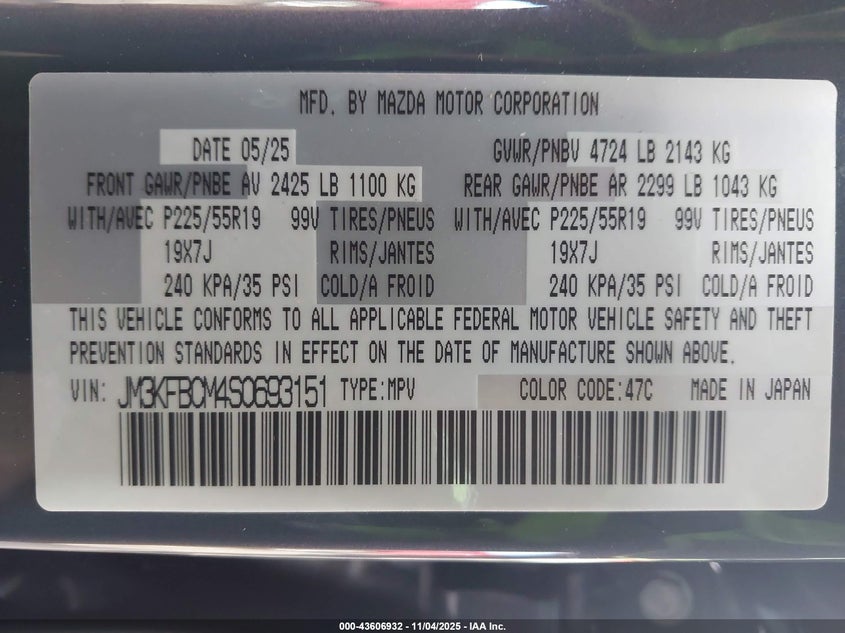 MFD. BY MAZDA MOTOR CORPORATION
DATE 05/25 GVWR/PNBV 4724 LB 2143 KG
FRONT GAWR/PNBE AV 2425 LB 1100 KG REAR GAWR/PNBE AR 2299 LB 1043 KG
WITH/AVEC P225/55R19 99V TIRES/PNEUS WITH/AVEC P225/55R19 99V TIRES/PNEUS
19X7J RIMS/JANTES 19X7J RIMS/JANTES
240 KPA/35 PSI COLD/A FROID 240 KPA/35 PSI COLD/A FROID
THIS VEHICLE CONFORMS TO ALL APPLICABLE FEDERAL MOTOR VEHICLE SAFETY AND THEFT
PREVENTION STANDARDS IN EFFECT ON THE DATE OF MANUFACTURE SHOWN ABOVE.
VIN: JM3KFBCM4S0693151 TYPE:MPV COLOR CODE:47C MADE IN JAPAN
000-43606932 - 11/04/2025 - IAA Inc.